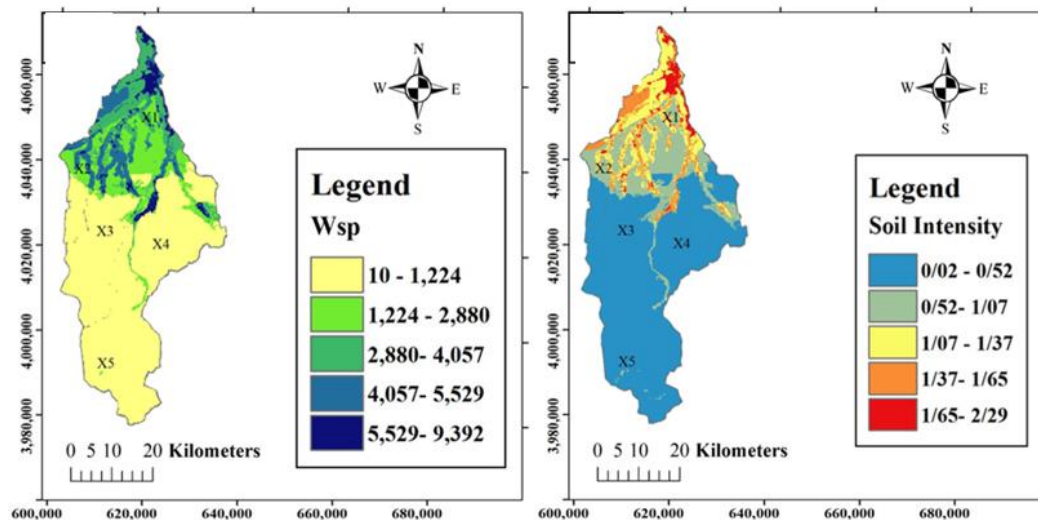 N
W E
S
4,060,000
4,040,000
4,020,000
4,000,000
3,980,000
X1
X2
X3
X4
X5
Legend
Wsp
10 - 1,224
1,224 - 2,880
2,880- 4,057
4,057- 5,529
5,529- 9,392
0 5 10 20 Kilometers
600,000 620,000 640,000 660,000 680,000
N
W E
S
4,060,000
4,040,000
4,020,000
4,000,000
3,980,000
X1
X2
X3
X4
X5
Legend
Soil Intensity
0/02 - 0/52
0/52- 1/07
1/07 - 1/37
1/37- 1/65
1/65- 2/29
0 5 10 20 Kilometers
600,000 620,000 640,000 660,000 680,000